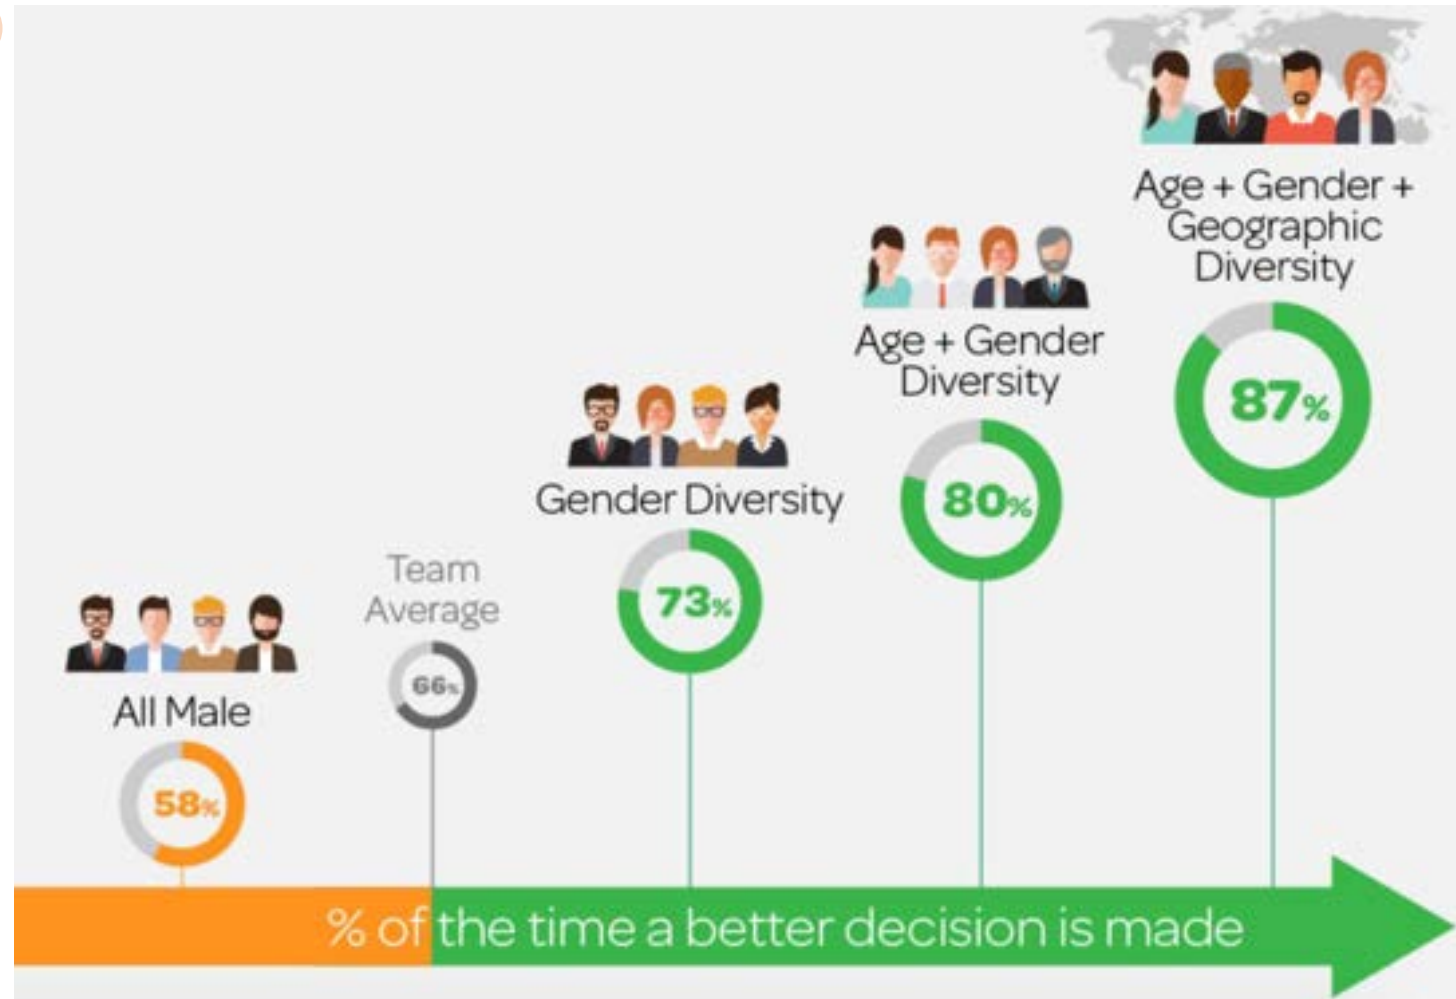 All Male
58%
Team
Average
66%
Gender Diversity
73%
Age + Gender
Diversity
80%
Age + Gender +
Geographic
Diversity
87%
% of the time a better decision is made